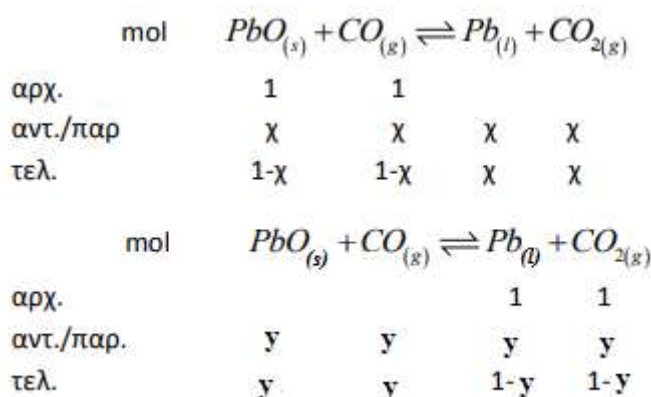 mol PbO(s) + CO(g) ⇌ Pb(l) + CO2(g)
αρχ. 1 1
αντ./παρ χ χ χ χ
τελ. 1-χ 1-χ χ χ
mol PbO(s) + CO(g) ⇌ Pb(l) + CO2(g)
αρχ. 1 1
αντ./παρ. y y y y
τελ. y y 1-y 1-y